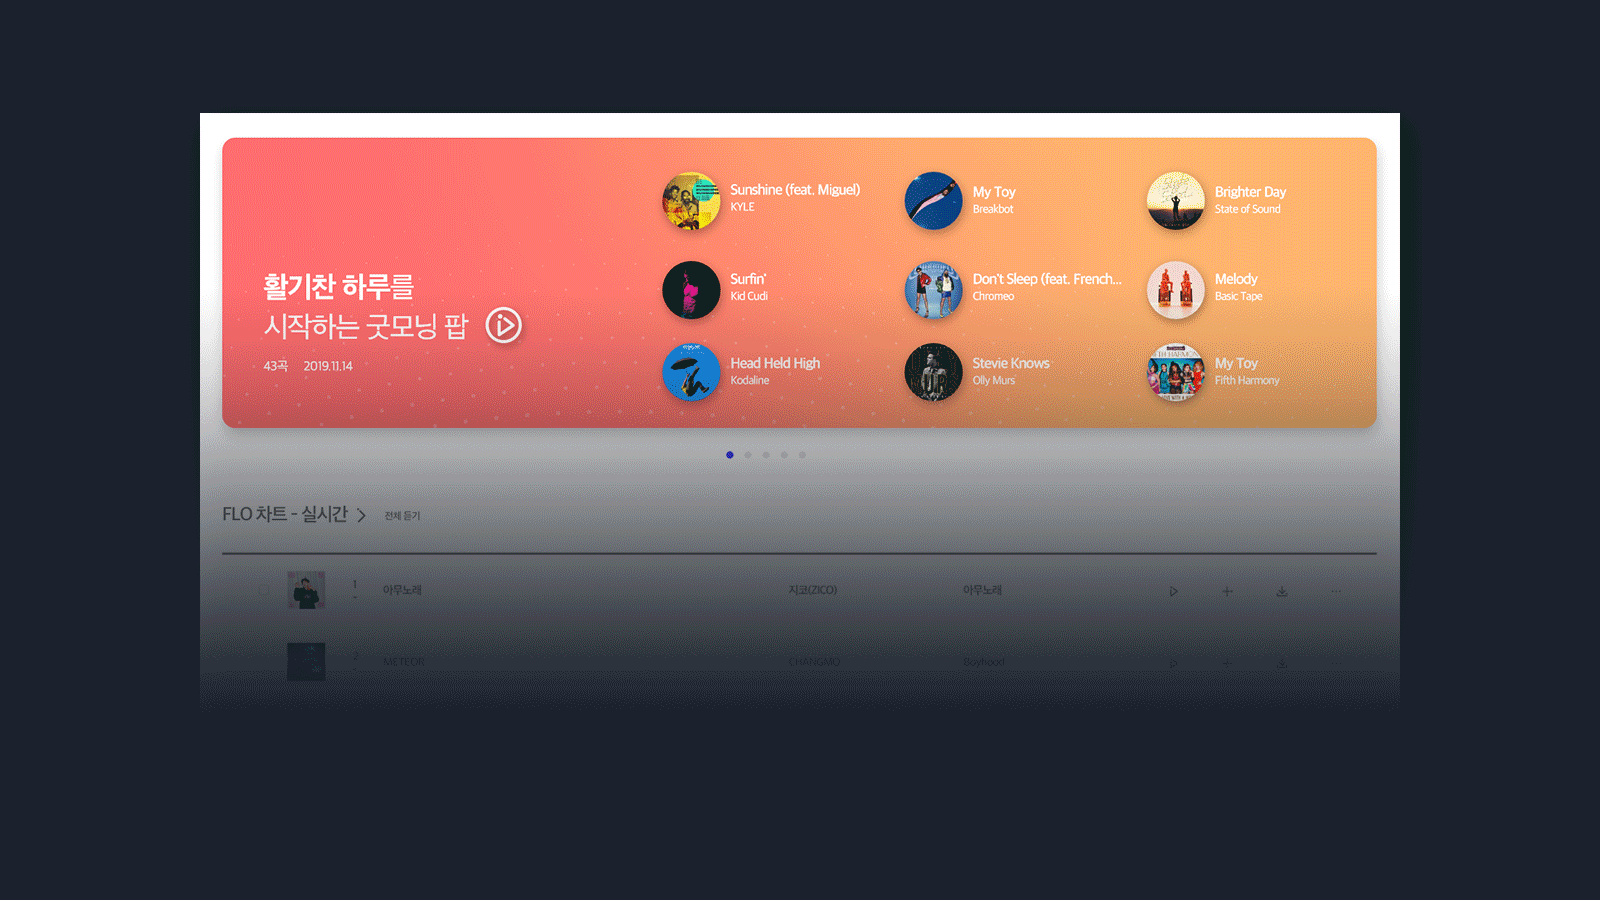 활기찬 하루를
시작하는 굿모닝 팝
43곡 2019.11.14
Sunshine (feat. Miguel)
KYLE
My Toy
Breakbot
Brighter Day
State of Sound
Surfin'
Kid Cudi
Don't Sleep (feat. French...
Chromeo
Melody
Basic Tape
Head Held High
Kodaline
Stevie Knows
Olly Murs
My Toy
Fifth Harmony
FLO 차트 - 실시간 전체 듣기
1 아무노래 지코(ZICO) 아무노래
2 METEOR CHANGMO Boyhood